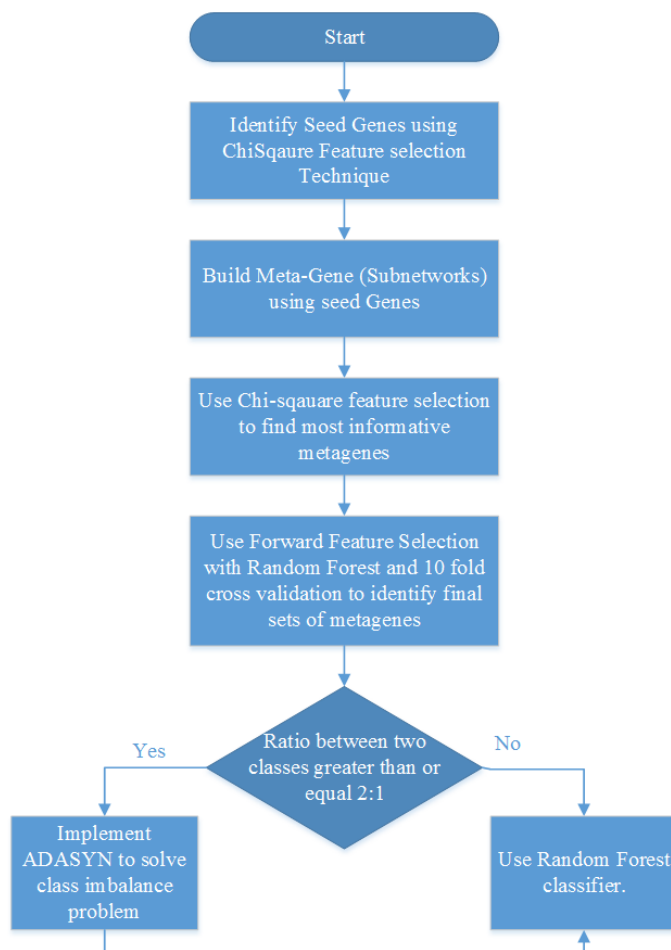 Start
Identify Seed Genes using
ChiSqaure Feature selection
Technique
Build Meta-Gene (Subnetworks)
using seed Genes
Use Chi-sqauare feature selection
to find most informative
metagenes
Use Forward Feature Selection
with Random Forest and 10 fold
cross validation to identify final
sets of metagenes
Ratio between two
classes greater than or
equal 2:1
Yes
No
Implement
ADASYN to solve
class imbalance
problem
Use Random Forest
classifier.